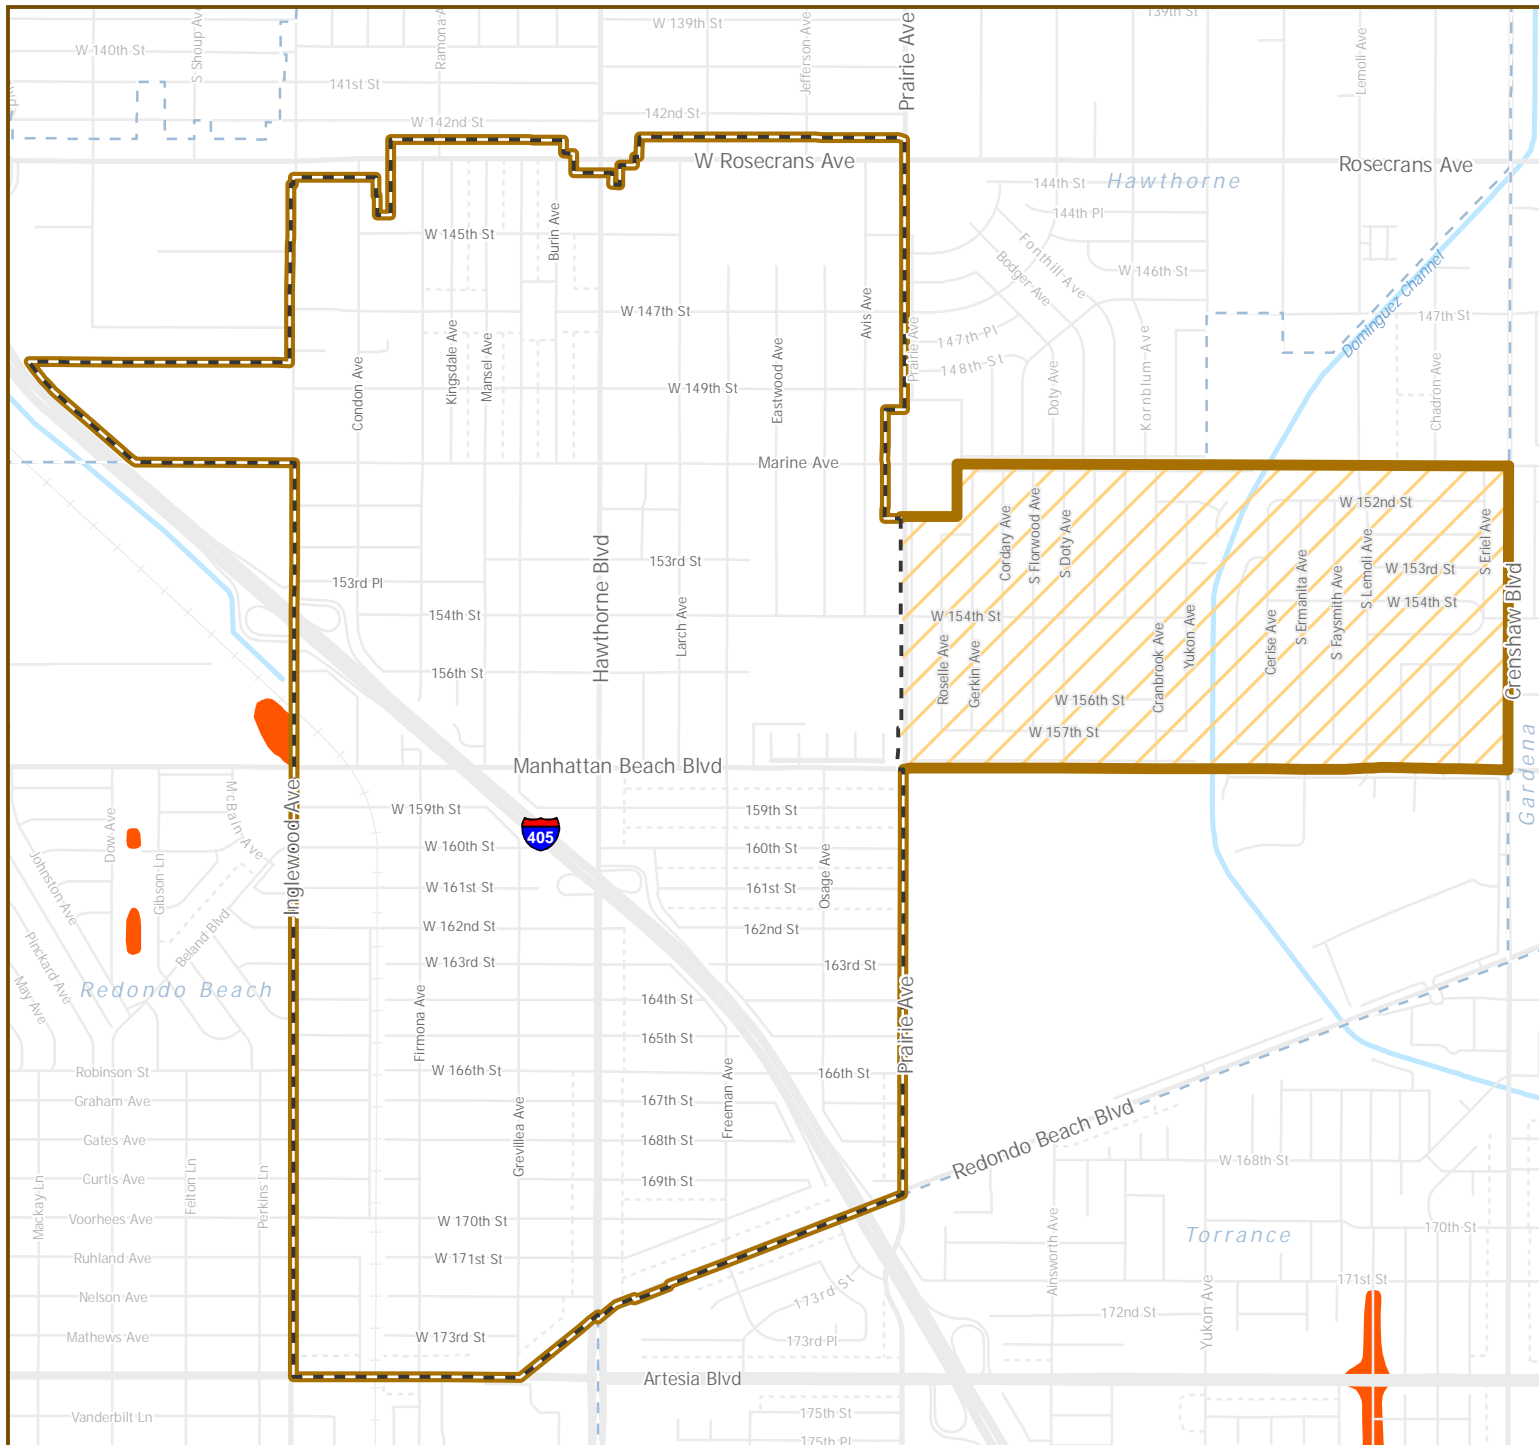 W 139th St
139th St
W 140th St
S Shoup Ave
Ramona A
Jefferson Ave
Prairie Ave
Lemoli Ave
141st St
W 142nd St
142nd St
W Rosecrans Ave
Rosecrans Ave
Hawthorne
144th St
144th Pl
W 145th St
Burin Ave
Fonthill Ave
Bodger Ave
W 146th St
Dominguez Channel
W 147th St
Avis Ave
147th St
147th Pl
148th St
Prairie Ave
Kingsdale Ave
Mansel Ave
Condon Ave
Eastwood Ave
W 149th St
Doty Ave
Kornblum Ave
Chadron Ave
Marine Ave
W 152nd St
Cordary Ave
S Florwood Ave
S Doty Ave
S Eriel Ave
S Lemoli Ave
S Ermanita Ave
S Faysmith Ave
W 153rd St
W 154th St
153rd St
153rd Pl
154th St
Hawthorne Blvd
Larch Ave
W 154th St
Roselle Ave
Gerkin Ave
Cranbrook Ave
Yukon Ave
Cerise Ave
Crenshaw Blvd
156th St
W 156th St
W 157th St
Gardena
Manhattan Beach Blvd
Inglewood Ave
McBain Ave
Dow Ave
Gibson Ln
Johnston Ave
W 159th St
159th St
405
W 160th St
160th St
W 161st St
161st St
Osage Ave
Beland Blvd
Pinckard Ave
May Ave
W 162nd St
162nd St
W 163rd St
163rd St
Redondo Beach
164th St
Firmona Ave
Prairie Ave
165th St
Robinson St
W 166th St
166th St
Freeman Ave
Graham Ave
167th St
Redondo Beach Blvd
Gates Ave
168th St
Grevillea Ave
W 168th St
Curtis Ave
169th St
Mackay Ln
Felton Ln
Perkins Ln
Voorhees Ave
W 170th St
170th St
Torrance
Ainsworth Ave
Ruhland Ave
W 171st St
171st St
Nelson Ave
173rd St
172nd St
Yukon Ave
Mathews Ave
W 173rd St
173rd Pl
Artesia Blvd
Vanderbilt Ln
175th St
175th Pl